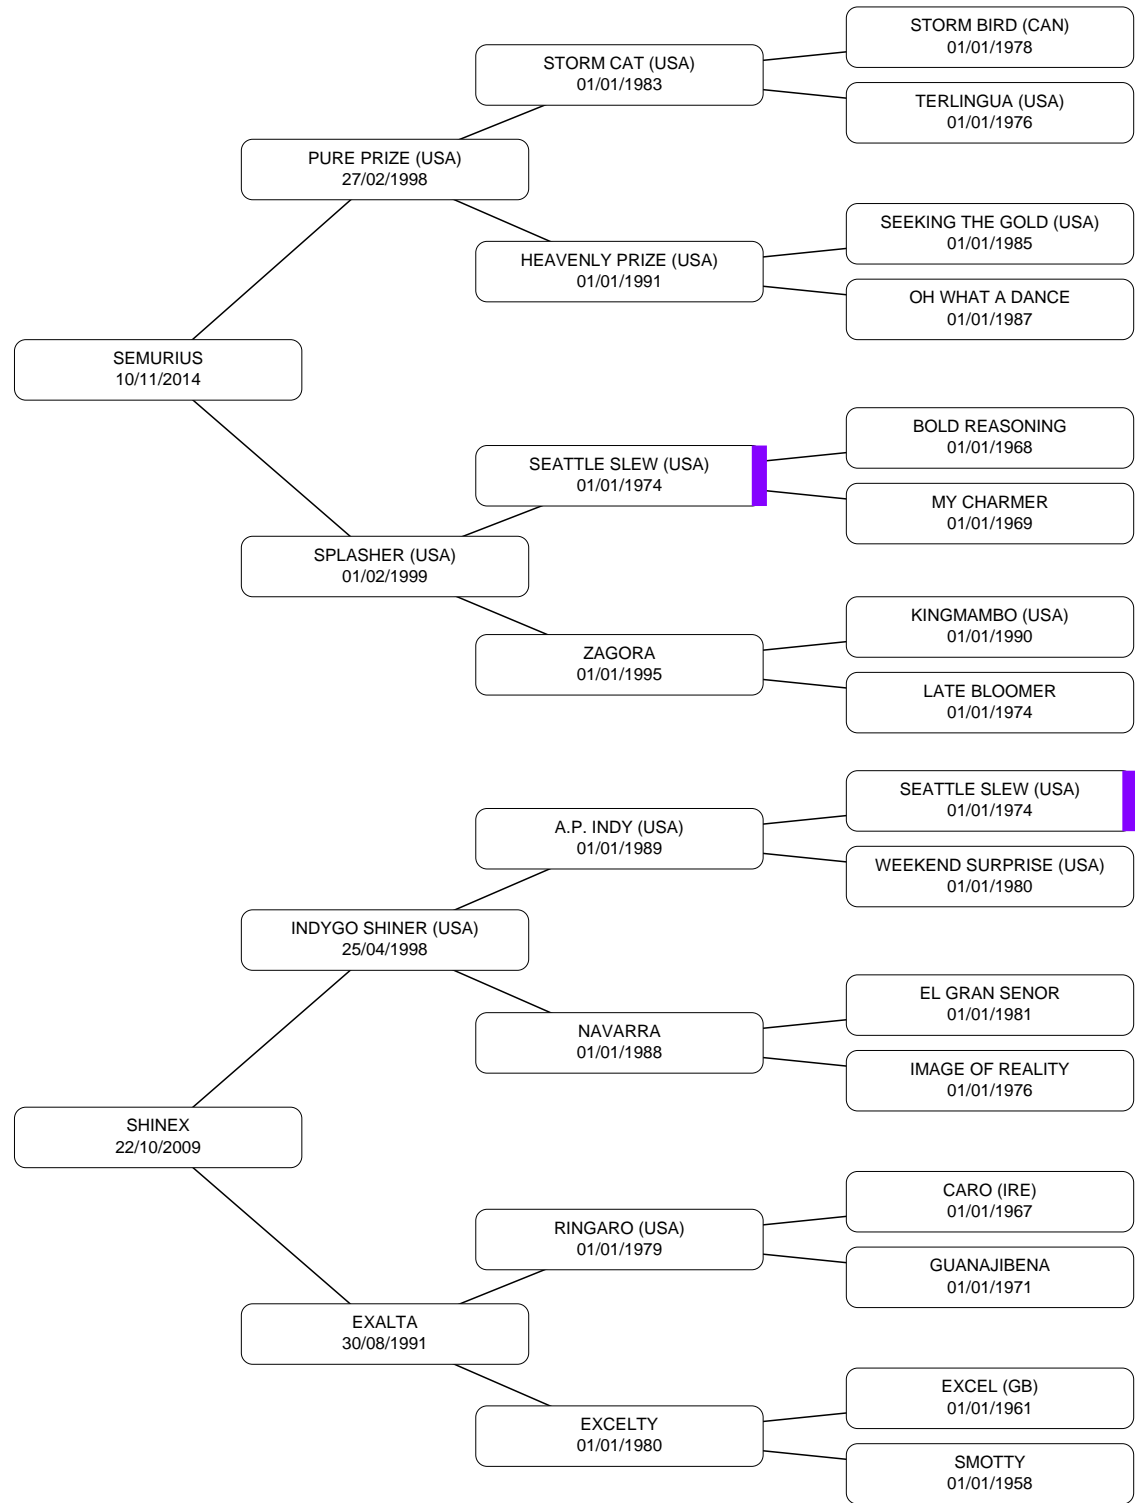 STORM BIRD (CAN)
01/01/1978
STORM CAT (USA)
01/01/1983
TERLINGUA (USA)
01/01/1976
PURE PRIZE (USA)
27/02/1998
SEEKING THE GOLD (USA)
01/01/1985
HEAVENLY PRIZE (USA)
01/01/1991
OH WHAT A DANCE
01/01/1987
SEMURIUS
10/11/2014
BOLD REASONING
01/01/1968
SEATTLE SLEW (USA)
01/01/1974
MY CHARMER
01/01/1969
SPLASHER (USA)
01/02/1999
KINGMAMBO (USA)
01/01/1990
ZAGORA
01/01/1995
LATE BLOOMER
01/01/1974
SEATTLE SLEW (USA)
01/01/1974
A.P. INDY (USA)
01/01/1989
WEEKEND SURPRISE (USA)
01/01/1980
INDYGO SHINER (USA)
25/04/1998
EL GRAN SENOR
01/01/1981
NAVARRA
01/01/1988
IMAGE OF REALITY
01/01/1976
SHINEX
22/10/2009
CARO (IRE)
01/01/1967
RINGARO (USA)
01/01/1979
GUANAJIBENA
01/01/1971
EXALTA
30/08/1991
EXCEL (GB)
01/01/1961
EXCELTY
01/01/1980
SMOTTY
01/01/1958